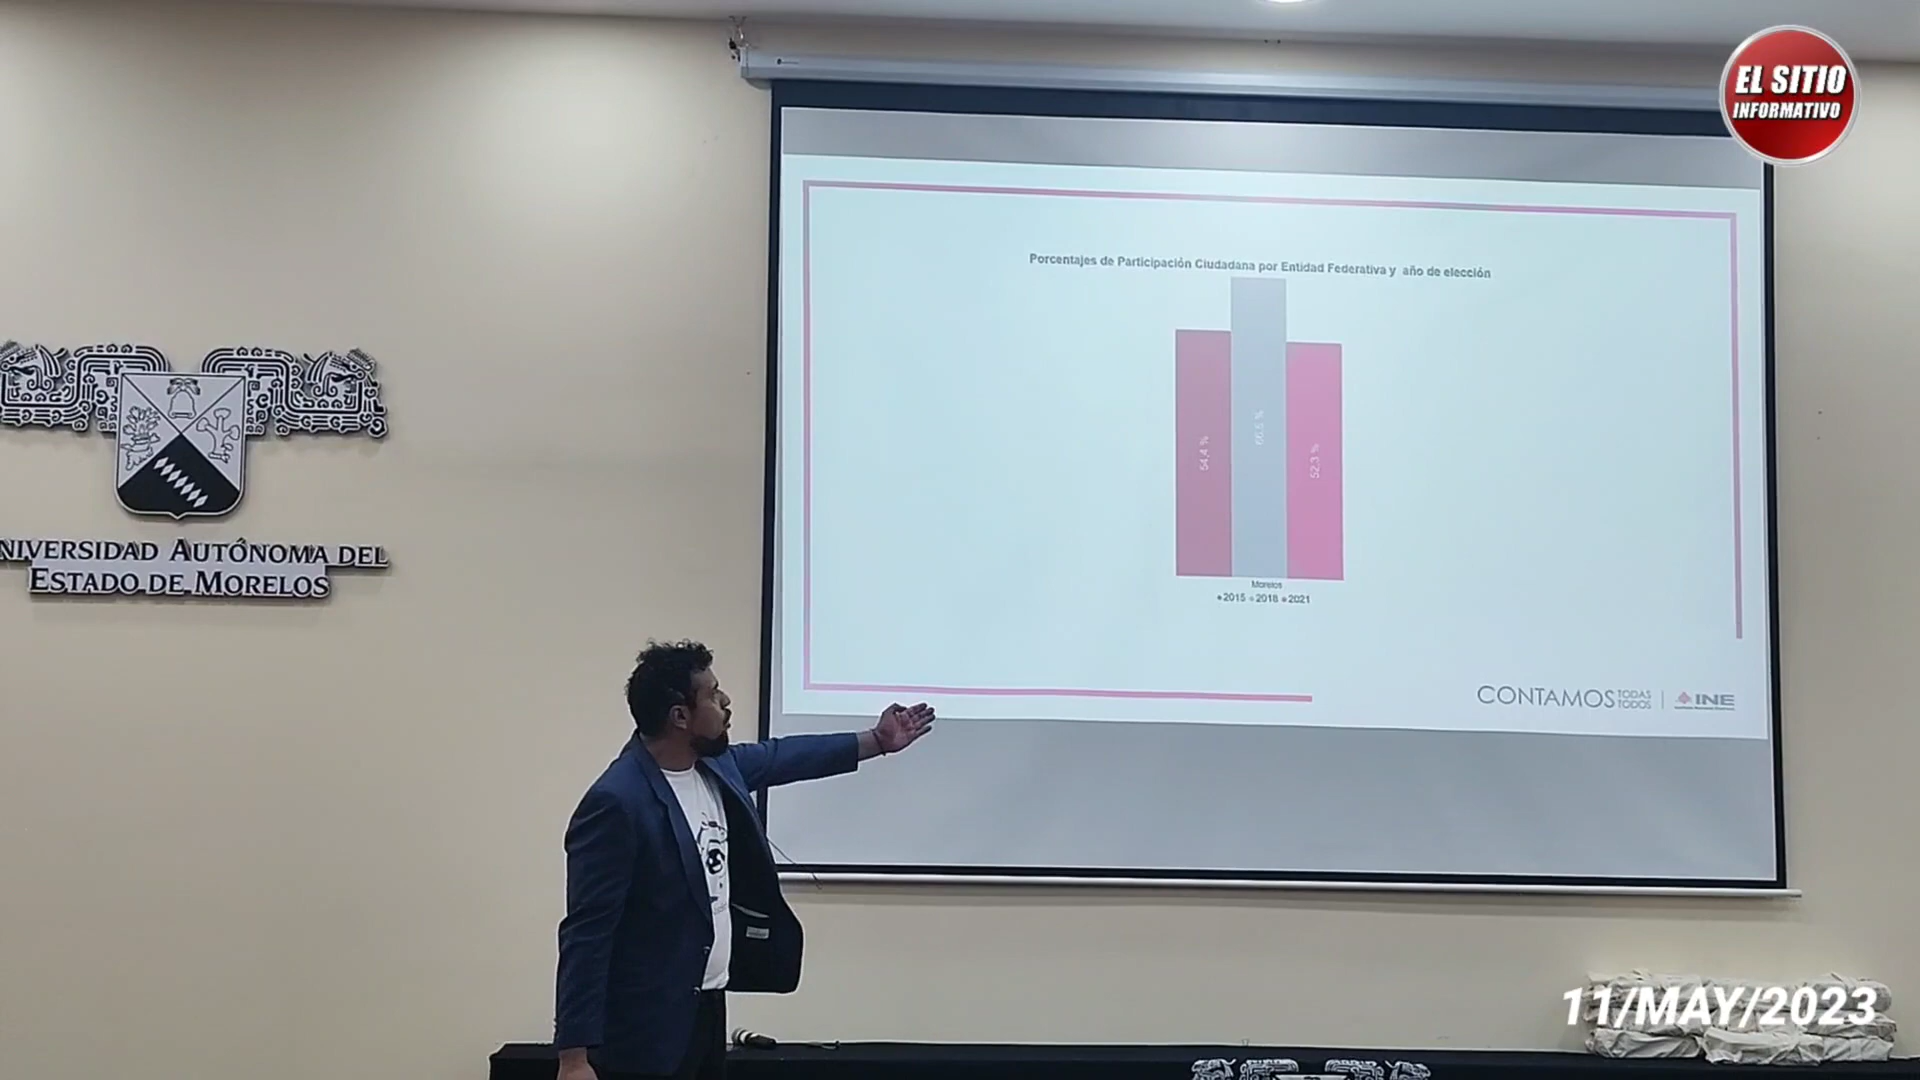 EL SITIO
INFORMATIVO
Porcentajes de Participación Ciudadana por Entidad Federativa y año de elección
54,4 %
66,5 %
52,3 %
Morelos
2015 2018 2021
CONTAMOS TODAS TODOS
INE
NIVERSIDAD AUTÓNOMA DEL
ESTADO DE MORELOS
11/MAY/2023